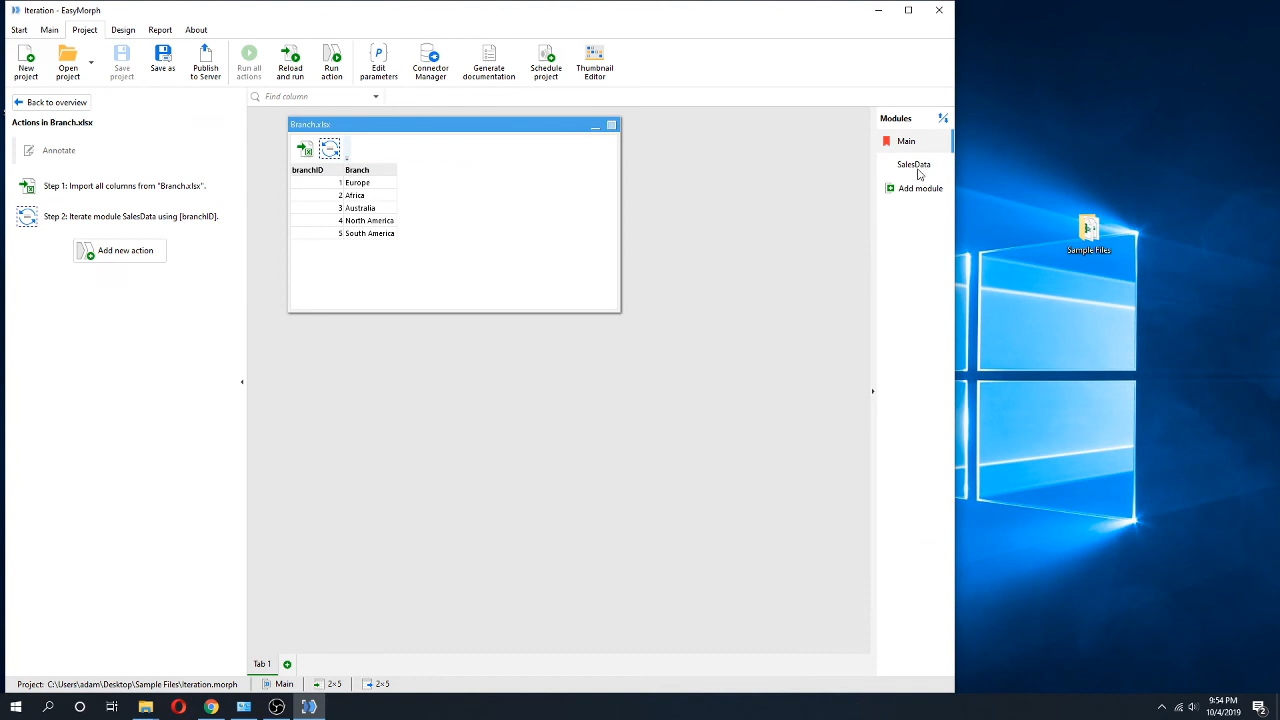 Iteration - EasyMorph
Start Main Project Design Report About
New project
Open project
Save project
Save as
Publish to Server
Run all actions
Reload and run
Run action
Edit parameters
Connector Manager
Generate documentation
Schedule project
Thumbnail Editor
Back to overview
Find column
Actions in Branch.xlsx
Annotate
Step 1: Import all columns from "Branch.xlsx".
Step 2: Iterate module SalesData using [branchID].
Add new action
Branch.xlsx
branchID Branch
1 Europe
2 Africa
3 Australia
4 North America
5 South America
Modules
Main
SalesData
Add module
Sample Files
Tab 1
Project: C:\Users\adam\Desktop\Sample Files\Iteration.morph Main 2×5 2×5
9:54 PM
10/4/2019
2